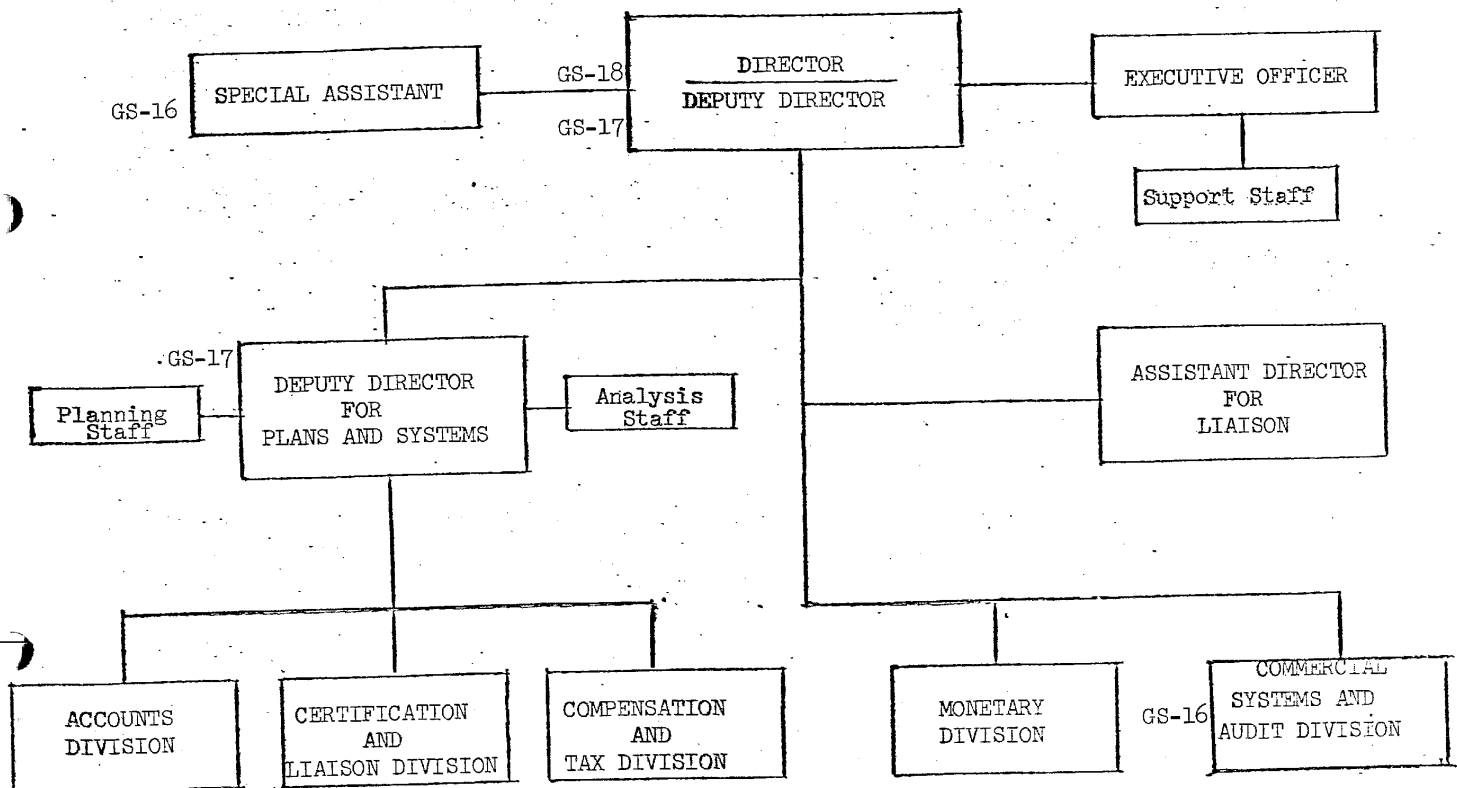 GS-16
SPECIAL ASSISTANT
GS-18
GS-17
DIRECTOR
DEPUTY DIRECTOR
EXECUTIVE OFFICER
Support Staff
GS-17
Planning
Staff
DEPUTY DIRECTOR
FOR
PLANS AND SYSTEMS
Analysis
Staff
ASSISTANT DIRECTOR
FOR
LIAISON
ACCOUNTS
DIVISION
CERTIFICATION
AND
LIAISON DIVISION
COMPENSATION
AND
TAX DIVISION
MONETARY
DIVISION
GS-16
COMMERCIAL
SYSTEMS AND
AUDIT DIVISION